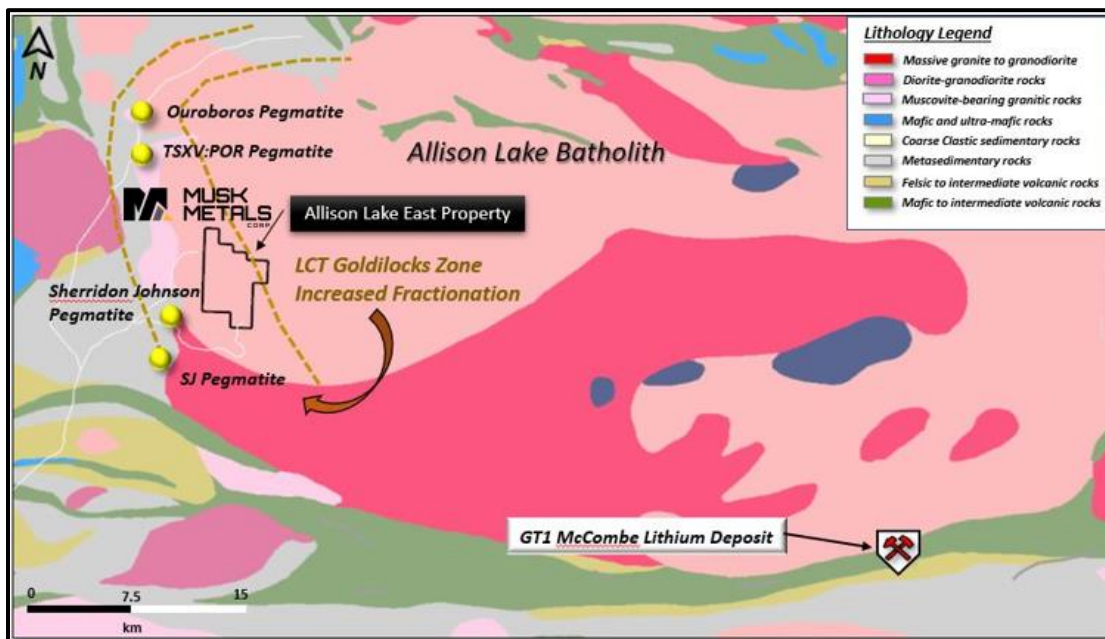 N
Ouroboros Pegmatite
TSXV:POR Pegmatite
MUSK
METALS
CORP.
Allison Lake East Property
Allison Lake Batholith
LCT Goldilocks Zone
Increased Fractionation
Sherridon Johnson
Pegmatite
SJ Pegmatite
GT1 McCombe Lithium Deposit
0 7.5 15
km
Lithology Legend
Massive granite to granodiorite
Diorite-granodiorite rocks
Muscovite-bearing granitic rocks
Mafic and ultra-mafic rocks
Coarse Clastic sedimentary rocks
Metasedimentary rocks
Felsic to intermediate volcanic rocks
Mafic to intermediate volcanic rocks